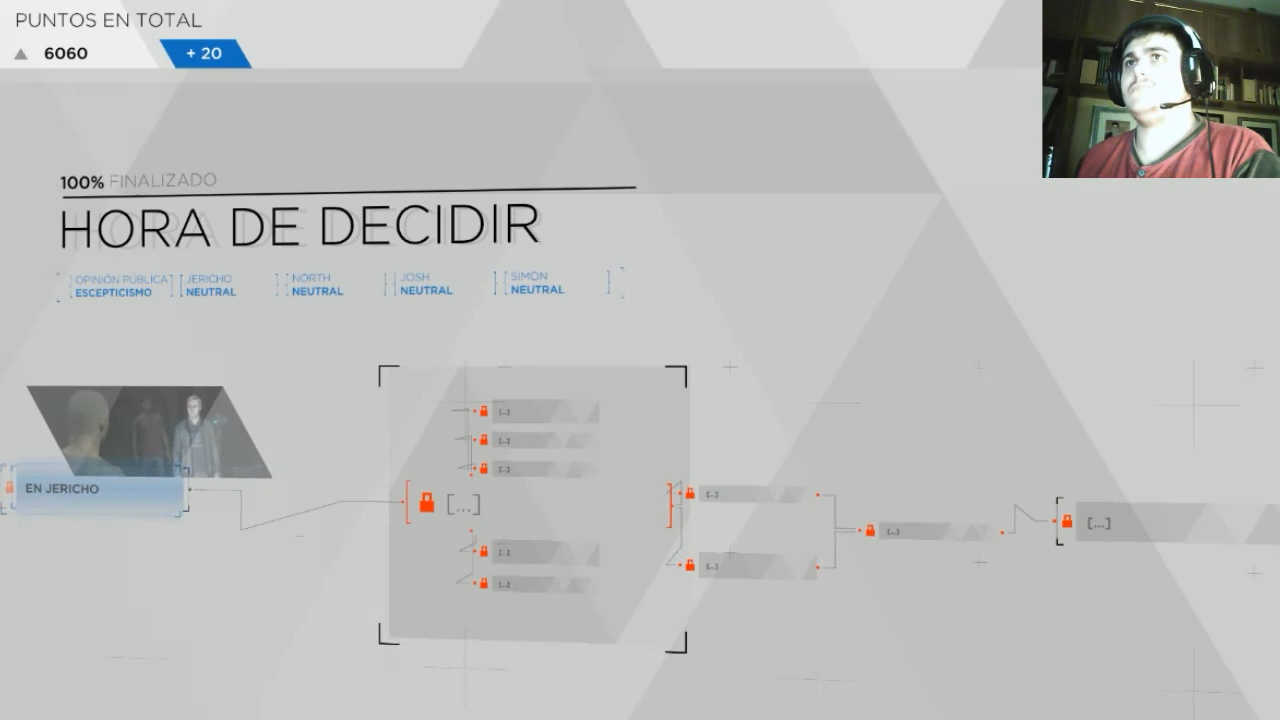 PUNTOS EN TOTAL
6060
+ 20
100% FINALIZADO
HORA DE DECIDIR
OPINIÓN PÚBLICA
ESCEPTICISMO
JERICHO
NEUTRAL
NORTH
NEUTRAL
JOSH
NEUTRAL
SIMON
NEUTRAL
[...]
[...]
[...]
EN JERICHO
[...]
[...]
[...]
[...]
[...]
[...]
[...]